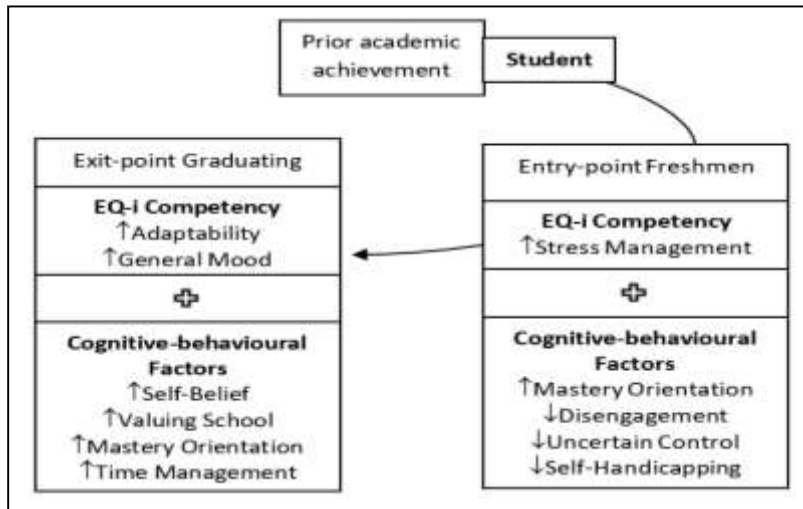 Prior academic
achievement
Student
Exit-point Graduating
EQ-i Competency
↑Adaptability
↑General Mood
Cognitive-behavioural
Factors
↑Self-Belief
↑Valuing School
↑Mastery Orientation
↑Time Management
Entry-point Freshmen
EQ-i Competency
↑Stress Management
Cognitive-behavioural
Factors
↑Mastery Orientation
↓Disengagement
↓Uncertain Control
↓Self-Handicapping